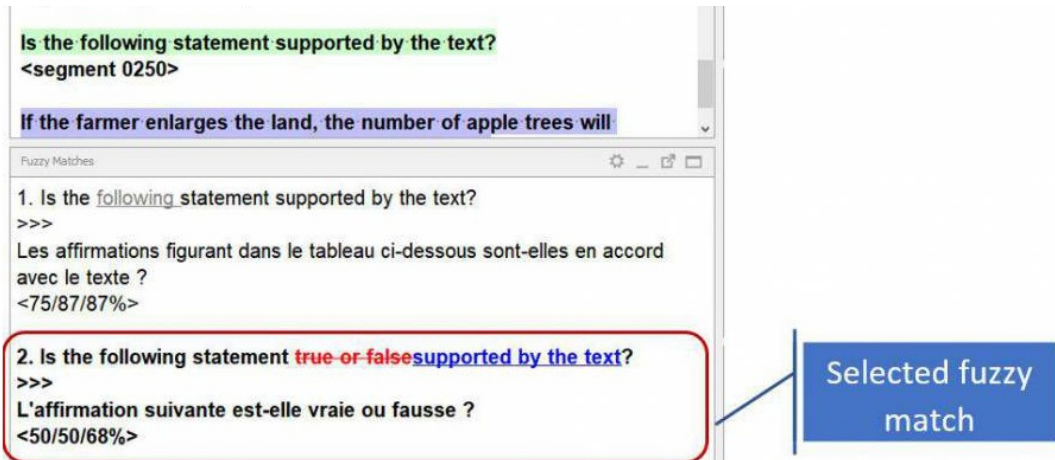 Is the following statement supported by the text?
<segment 0250>
If the farmer enlarges the land, the number of apple trees will
Fuzzy Matches
1. Is the following statement supported by the text?
>>>
Les affirmations figurant dans le tableau ci-dessous sont-elles en accord
avec le texte ?
<75/87/87%>
2. Is the following statement true or falsesupported by the text?
>>>
L'affirmation suivante est-elle vraie ou fausse ?
<50/50/68%>
Selected fuzzy
match